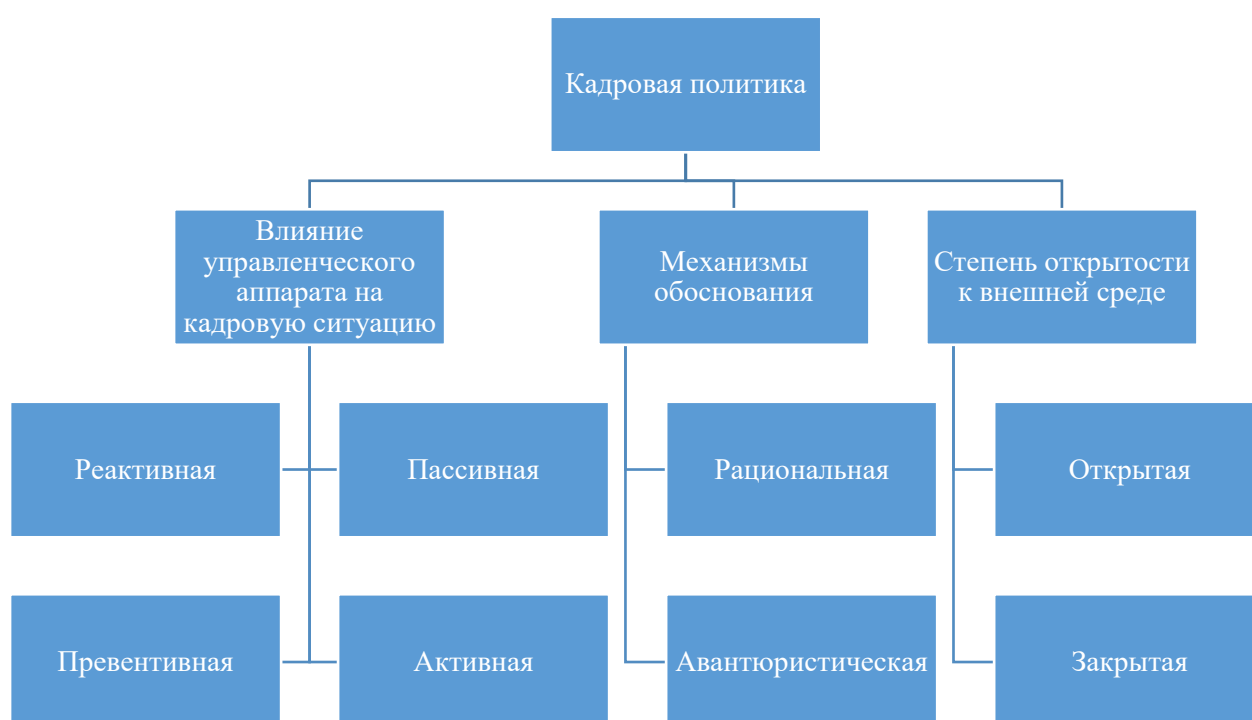 Кадровая политика
Влияние
управленческого
аппарата на
кадровую ситуацию
Механизмы
обоснования
Степень открытости
к внешней среде
Реактивная
Пассивная
Рациональная
Открытая
Превентивная
Активная
Авантюристическая
Закрытая